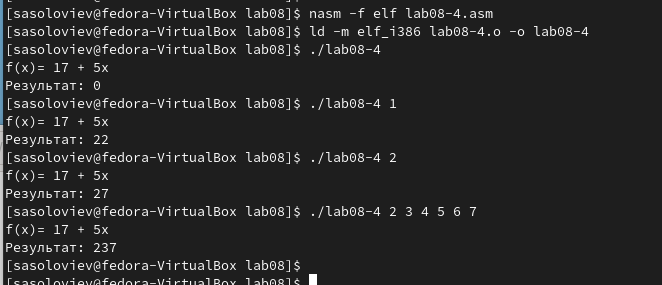 [sasoloviev@fedora-VirtualBox lab08]$ nasm -f elf lab08-4.asm
[sasoloviev@fedora-VirtualBox lab08]$ ld -m elf_i386 lab08-4.o -o lab08-4
[sasoloviev@fedora-VirtualBox lab08]$ ./lab08-4
f(x)= 17 + 5x
Результат: 0
[sasoloviev@fedora-VirtualBox lab08]$ ./lab08-4 1
f(x)= 17 + 5x
Результат: 22
[sasoloviev@fedora-VirtualBox lab08]$ ./lab08-4 2
f(x)= 17 + 5x
Результат: 27
[sasoloviev@fedora-VirtualBox lab08]$ ./lab08-4 2 3 4 5 6 7
f(x)= 17 + 5x
Результат: 237
[sasoloviev@fedora-VirtualBox lab08]$
[sasoloviev@fedora-VirtualBox lab08]$